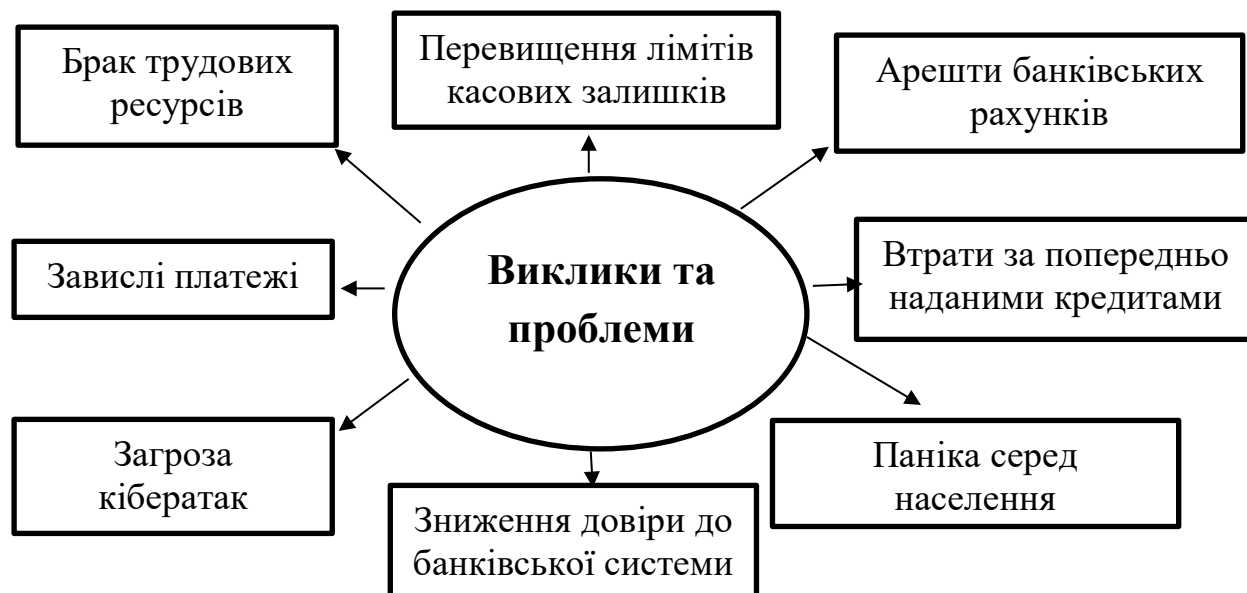 Брак трудових
ресурсів
Перевищення лімітів
касових залишків
Арешти банківських
рахунків
Зависли платежі
Виклики та
проблеми
Втрати за попередньо
наданими кредитами
Загроза
кібератак
Зниження довіри до
банківської системи
Паніка серед
населення